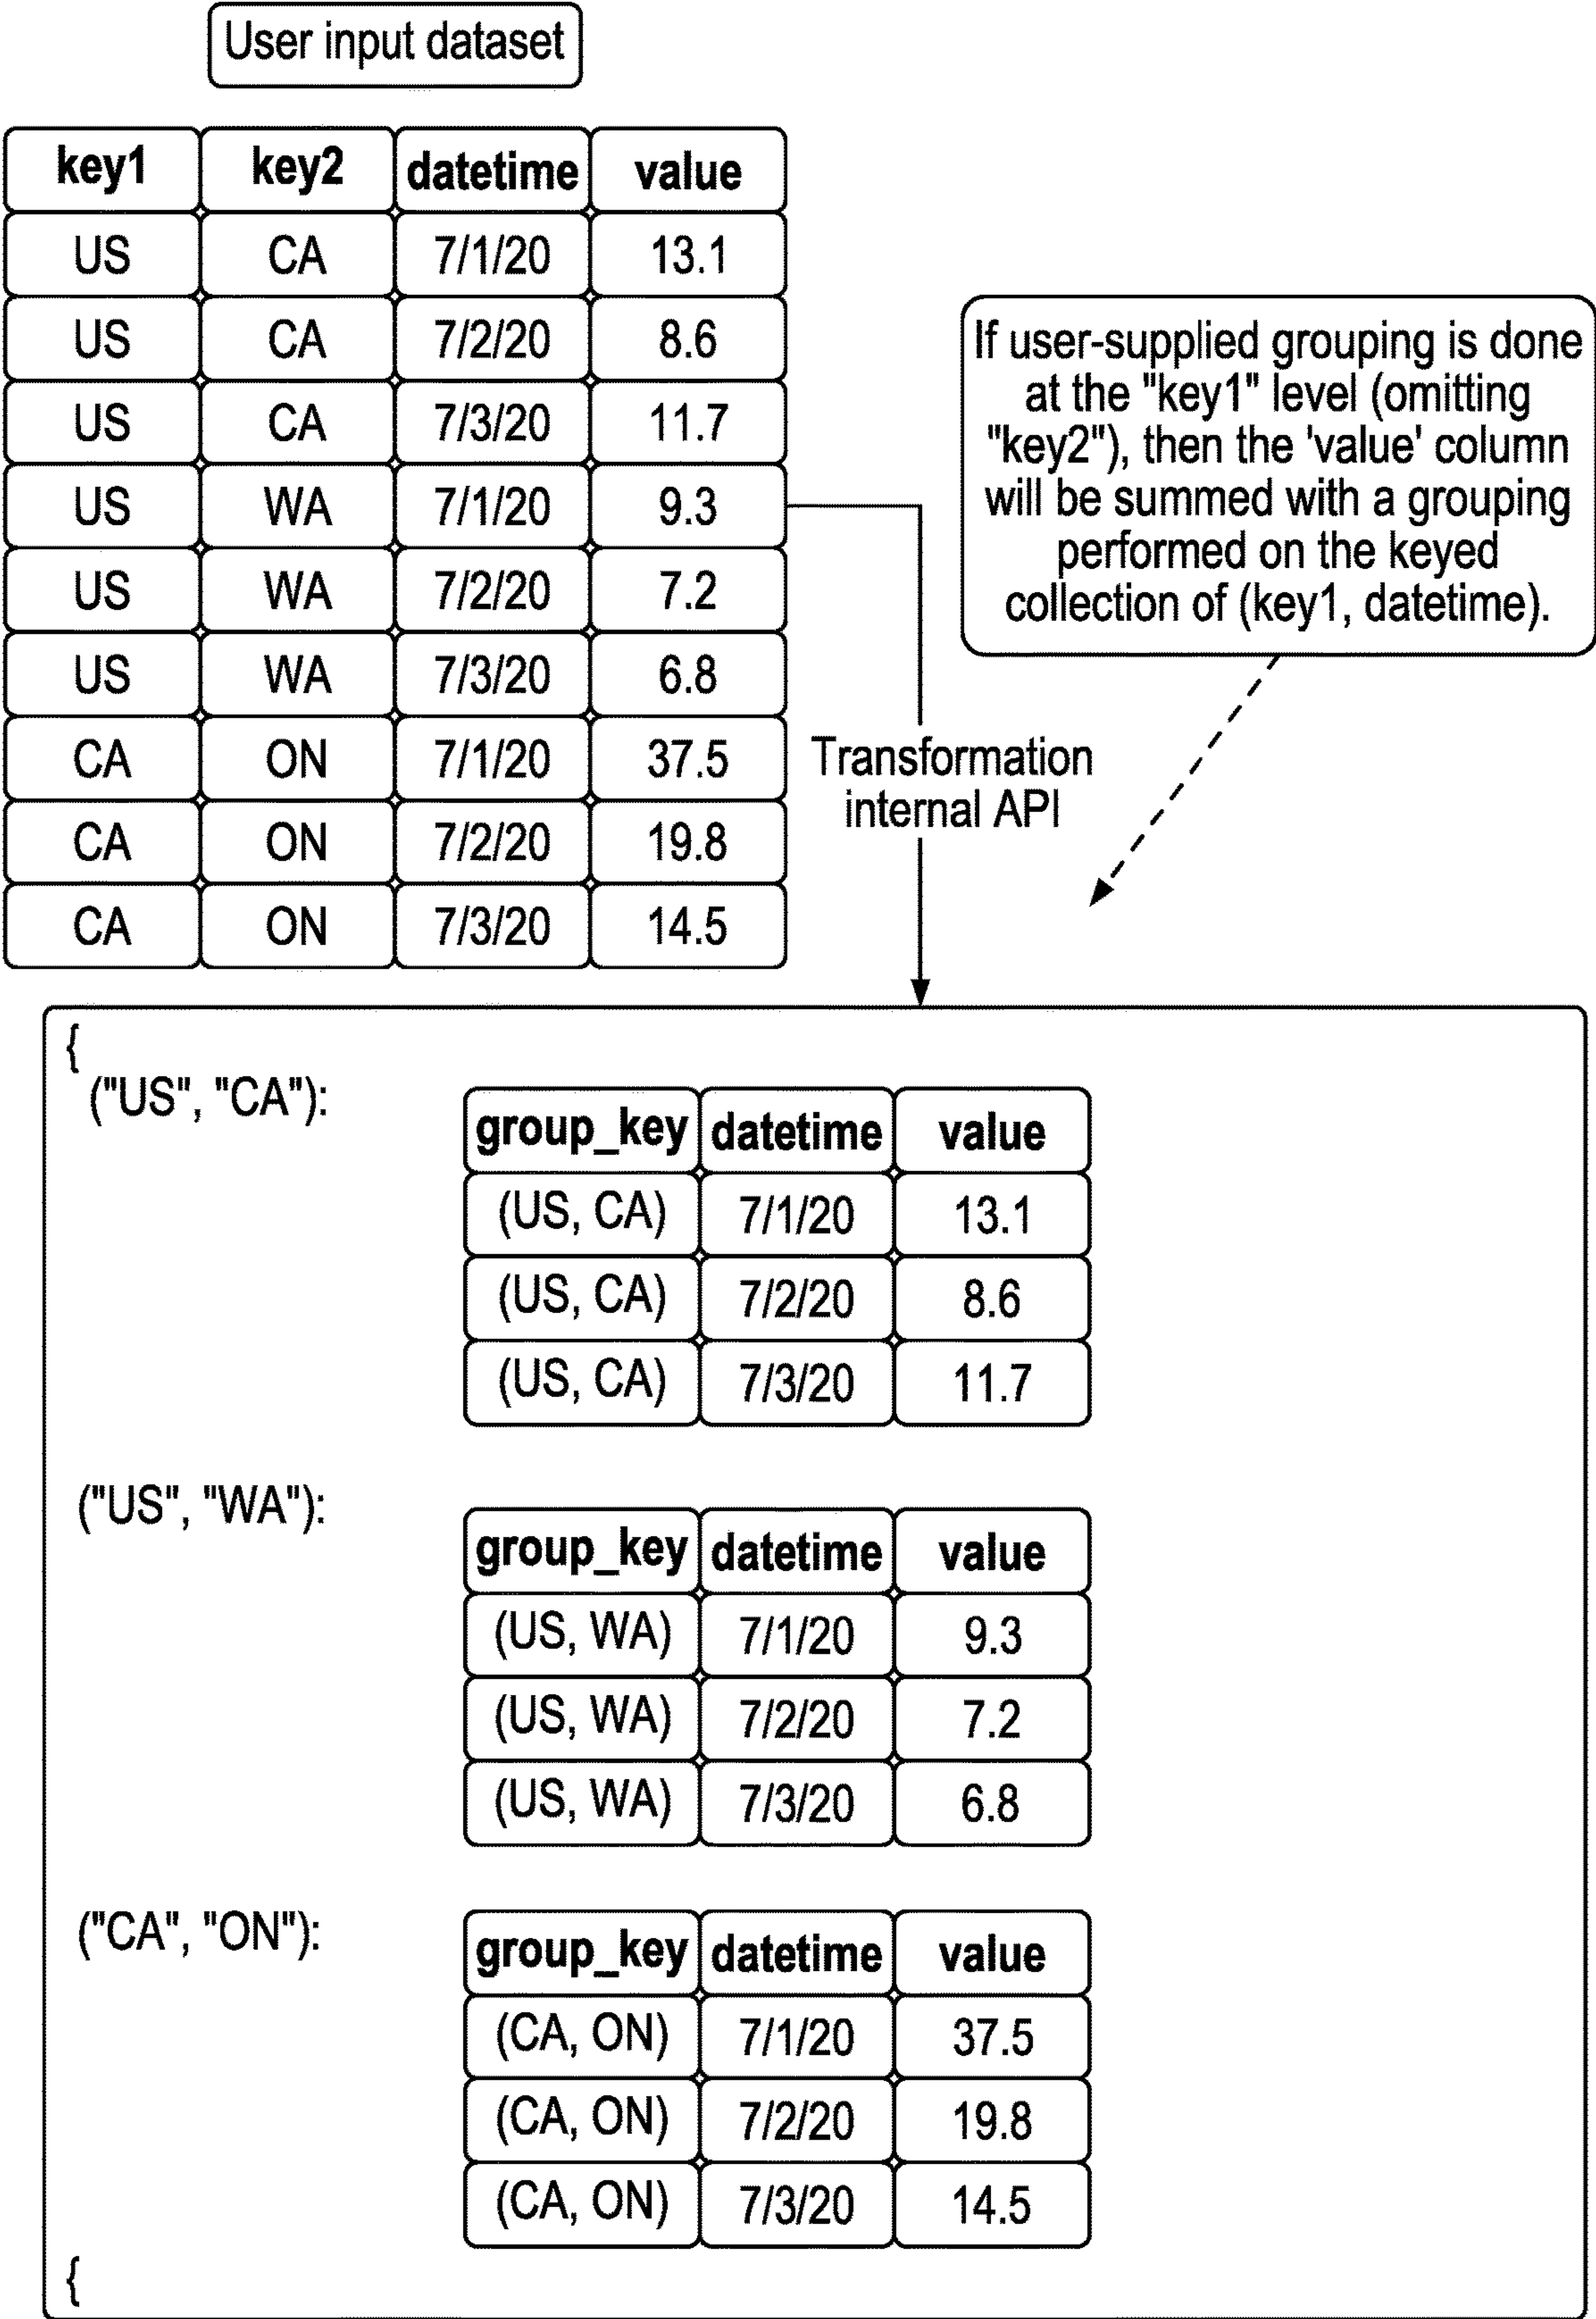 User input dataset
key1 key2 datetime value
US CA 7/1/20 13.1
US CA 7/2/20 8.6
US CA 7/3/20 11.7
US WA 7/1/20 9.3
US WA 7/2/20 7.2
US WA 7/3/20 6.8
CA ON 7/1/20 37.5
CA ON 7/2/20 19.8
CA ON 7/3/20 14.5
If user-supplied grouping is done
at the "key1" level (omitting
"key2"), then the 'value' column
will be summed with a grouping
performed on the keyed
collection of (key1, datetime).
Transformation
internal API
{
("US", "CA"):
group_key datetime value
(US, CA) 7/1/20 13.1
(US, CA) 7/2/20 8.6
(US, CA) 7/3/20 11.7
("US", "WA"):
group_key datetime value
(US, WA) 7/1/20 9.3
(US, WA) 7/2/20 7.2
(US, WA) 7/3/20 6.8
("CA", "ON"):
group_key datetime value
(CA, ON) 7/1/20 37.5
(CA, ON) 7/2/20 19.8
(CA, ON) 7/3/20 14.5
{